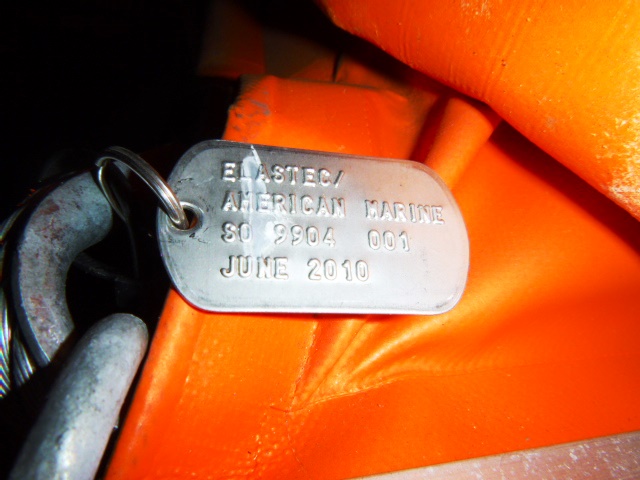 ELASTEC/
AMERICAN MARINE
SO 9904 001
JUNE 2010